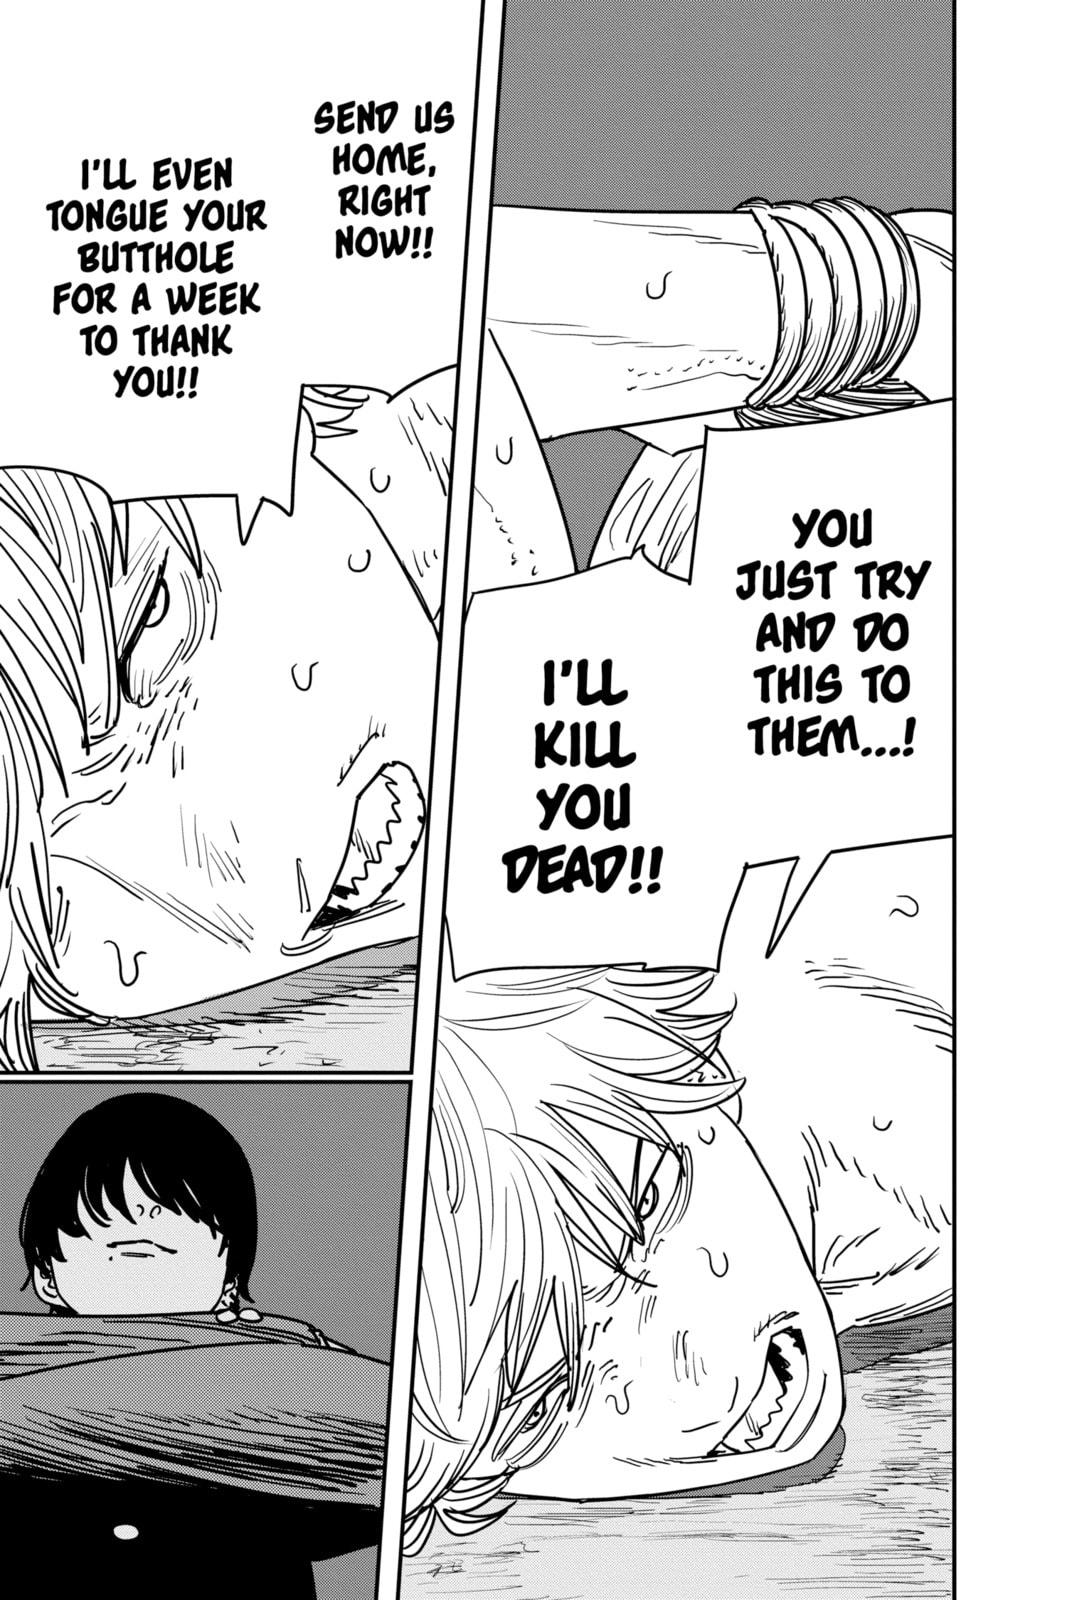 YOU
JUST TRY
AND DO
THIS TO
THEM...!
I'LL
KILL
YOU
DEAD!!
SEND US
HOME,
RIGHT
NOW!!
I'LL EVEN
TONGUE YOUR
BUTTHOLE
FOR A WEEK
TO THANK
YOU!!